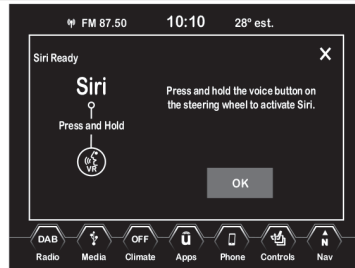 FM 87.50 10:10 28° est.
Siri Ready X
Siri
Press and Hold
VR
Press and hold the voice button on
the steering wheel to activate Siri.
OK
DAB OFF ū N
Radio Media Climate Apps Phone Controls Nav